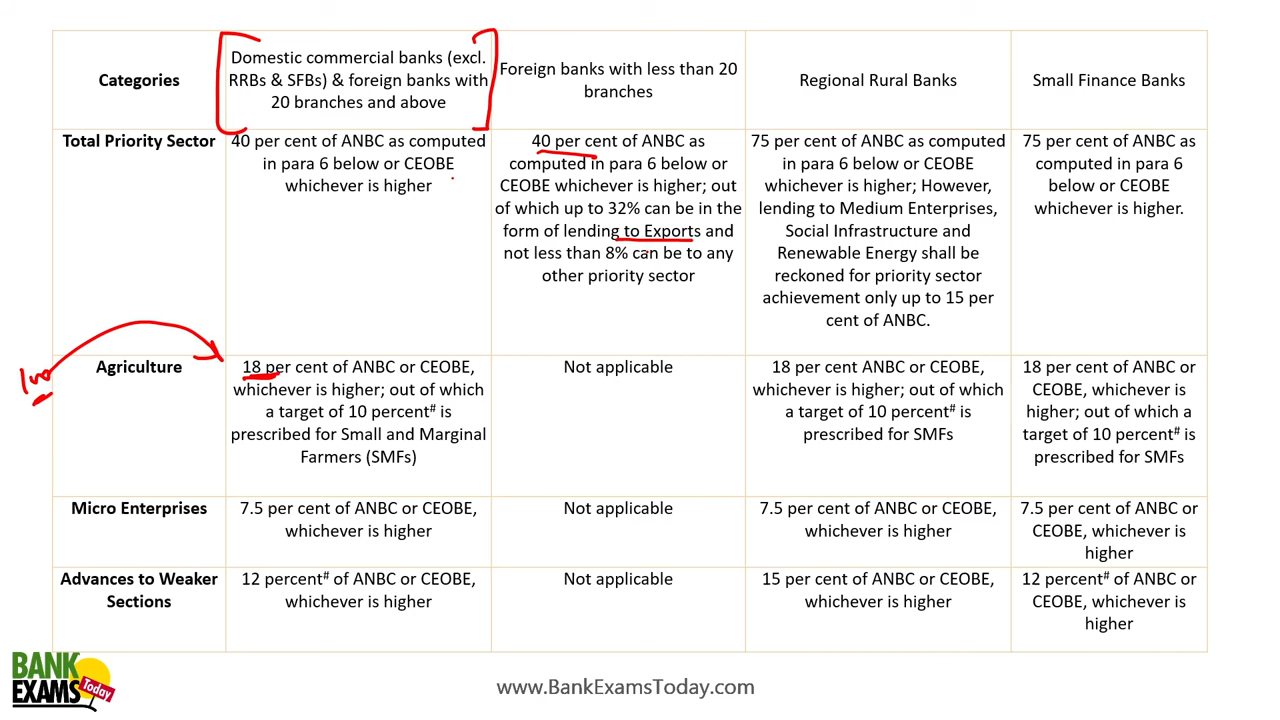 Categories
Domestic commercial banks (excl.
RRBs & SFBs) & foreign banks with
20 branches and above
Foreign banks with less than 20
branches
Regional Rural Banks
Small Finance Banks
Total Priority Sector
40 per cent of ANBC as computed
in para 6 below or CEOBE
whichever is higher
40 per cent of ANBC as
computed in para 6 below or
CEOBE whichever is higher; out
of which up to 32% can be in the
form of lending to Exports and
not less than 8% can be to any
other priority sector
75 per cent of ANBC as computed
in para 6 below or CEOBE
whichever is higher; However,
lending to Medium Enterprises,
Social Infrastructure and
Renewable Energy shall be
reckoned for priority sector
achievement only up to 15 per
cent of ANBC.
75 per cent of ANBC as
computed in para 6
below or CEOBE
whichever is higher.
Agriculture
18 per cent of ANBC or CEOBE,
whichever is higher; out of which
a target of 10 percent# is
prescribed for Small and Marginal
Farmers (SMFs)
Not applicable
18 per cent ANBC or CEOBE,
whichever is higher; out of which
a target of 10 percent# is
prescribed for SMFs
18 per cent of ANBC or
CEOBE, whichever is
higher; out of which a
target of 10 percent# is
prescribed for SMFs
Micro Enterprises
7.5 per cent of ANBC or CEOBE,
whichever is higher
Not applicable
7.5 per cent of ANBC or CEOBE,
whichever is higher
7.5 per cent of ANBC or
CEOBE, whichever is
higher
Advances to Weaker
Sections
12 percent# of ANBC or CEOBE,
whichever is higher
Not applicable
15 per cent of ANBC or CEOBE,
whichever is higher
12 percent# of ANBC or
CEOBE, whichever is
higher
BANK
EXAMS
Today
www.BankExamsToday.com